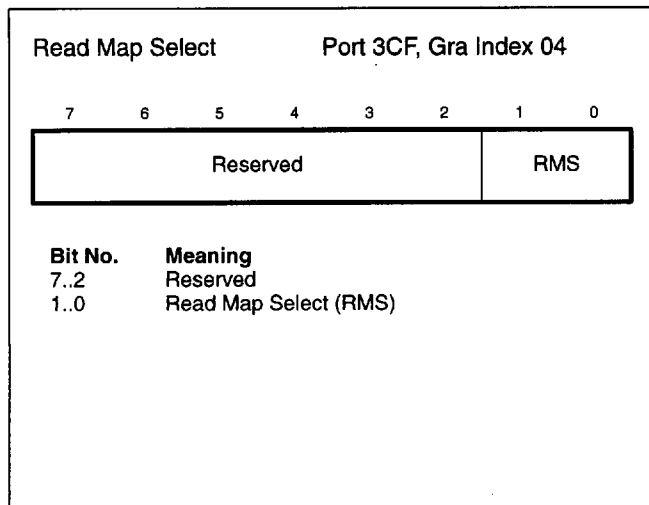 Read Map Select Port 3CF, Gra Index 04
7 6 5 4 3 2 1 0
Reserved RMS
Bit No. Meaning
7..2 Reserved
1..0 Read Map Select (RMS)